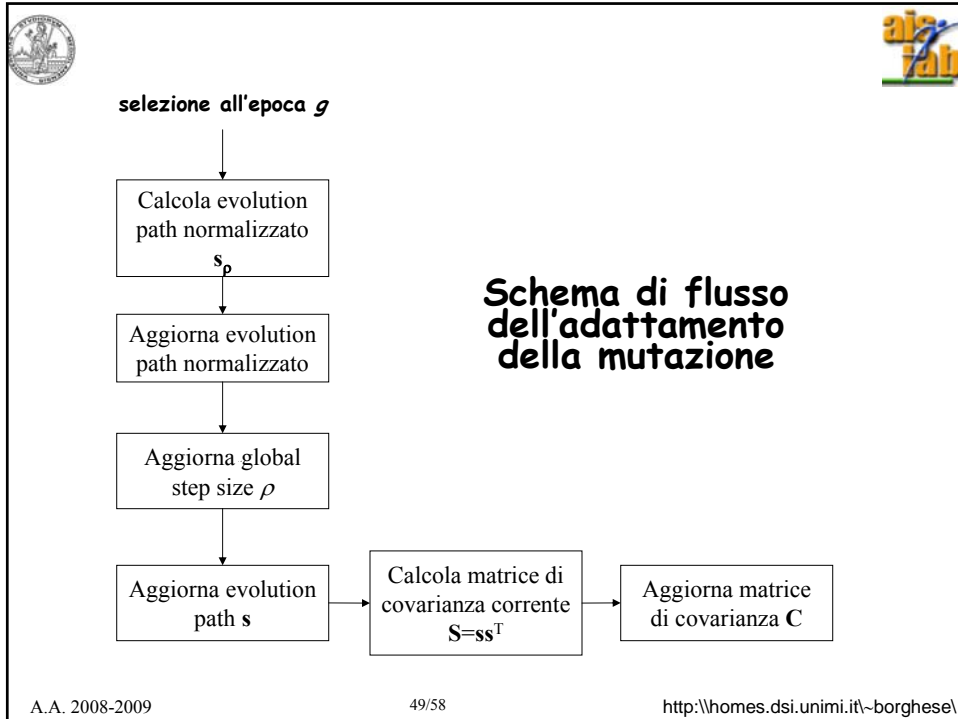 ais
lab
selezione all'epoca g
Calcola evolution
path normalizzato
sρ
Schema di flusso
dell'adattamento
della mutazione
Aggiorna evolution
path normalizzato
Aggiorna global
step size ρ
Aggiorna evolution
path s
Calcola matrice di
covarianza corrente
S=ssᵀ
Aggiorna matrice
di covarianza C
A.A. 2008-2009
49/58
http:\\homes.dsi.unimi.it\~borghese\